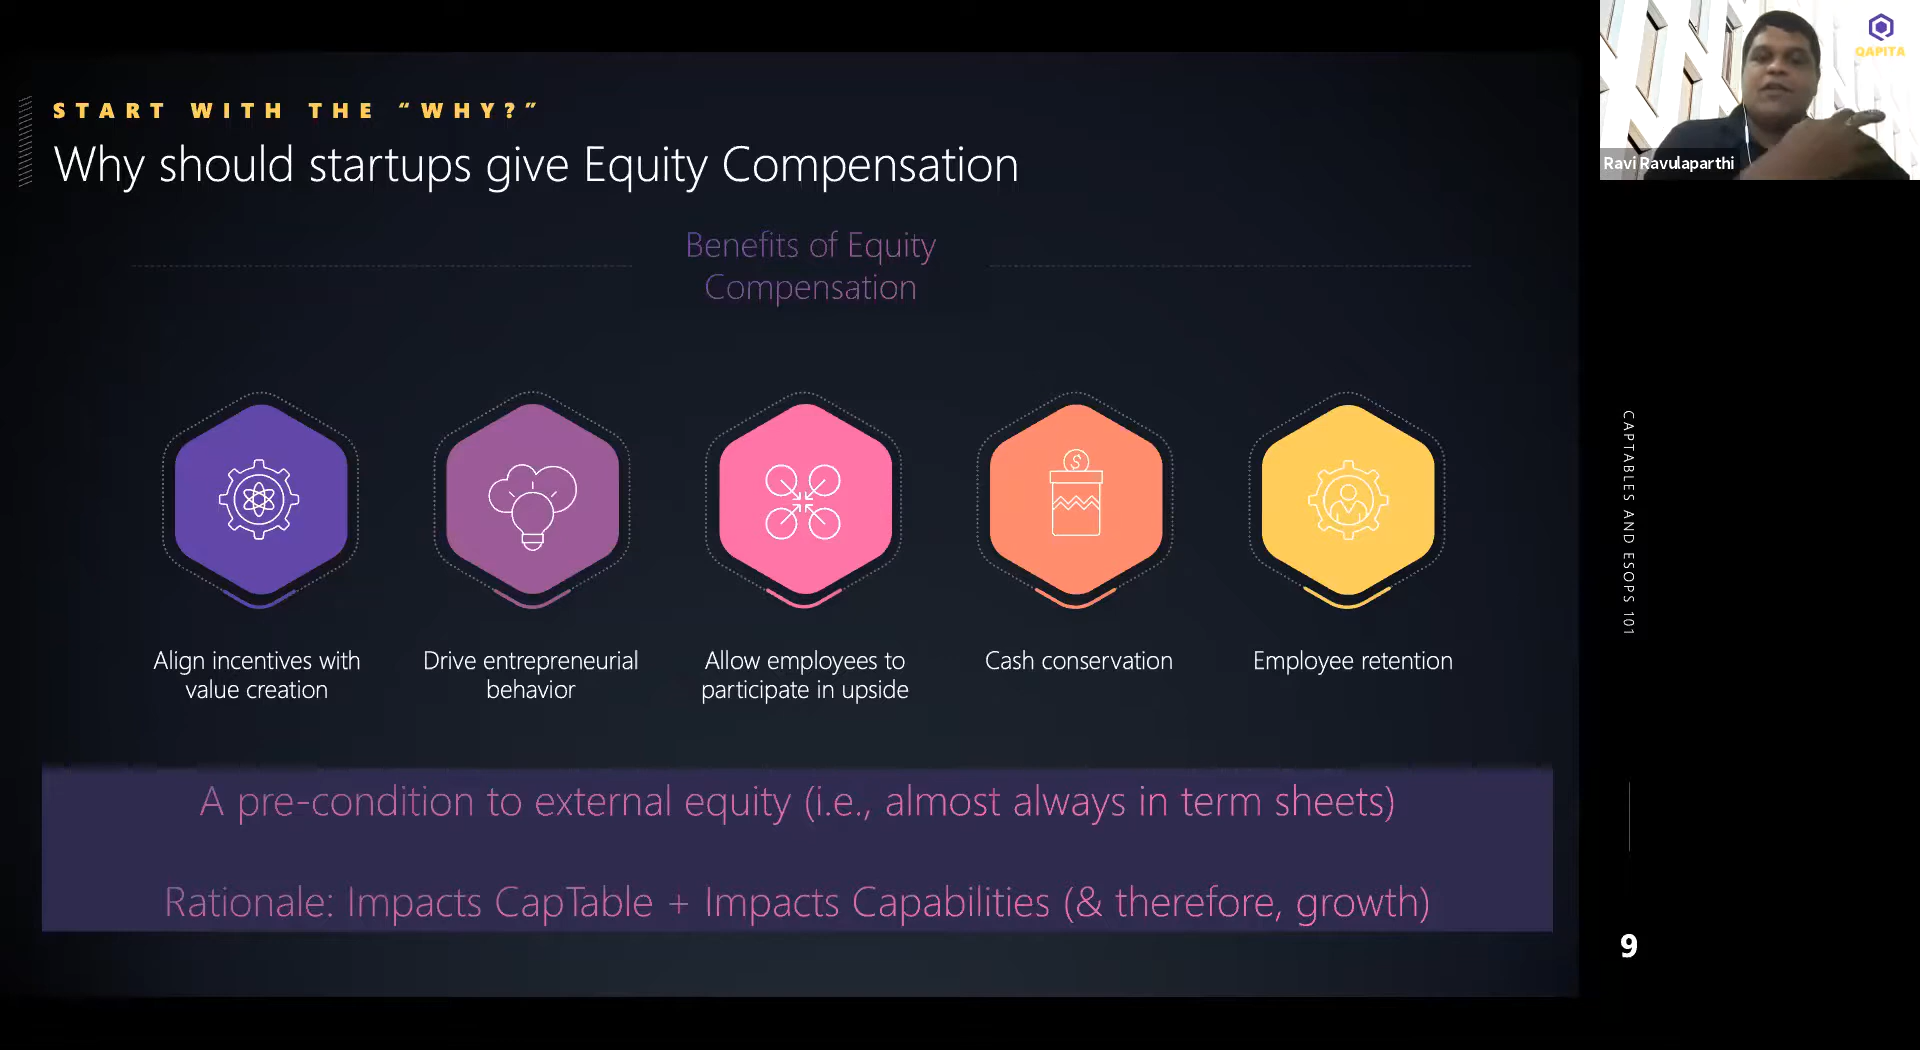 START WITH THE “WHY?”
Why should startups give Equity Compensation
Benefits of Equity
Compensation
Align incentives with
value creation
Drive entrepreneurial
behavior
Allow employees to
participate in upside
Cash conservation
Employee retention
A pre-condition to external equity (i.e., almost always in term sheets)
Rationale: Impacts CapTable + Impacts Capabilities (& therefore, growth)
QAPITA
Ravi Ravulaparthi
CAPTABLES AND ESOPS 101
9